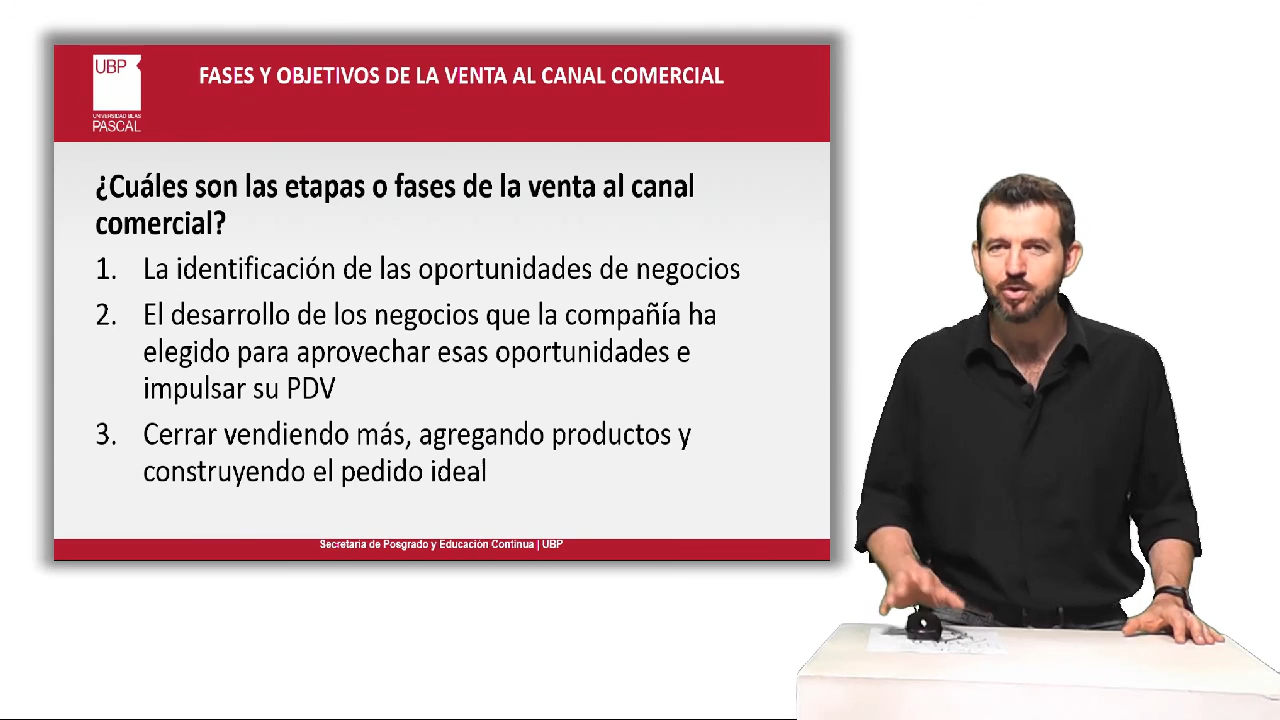 UBP
UNIVERSIDAD BLAS
PASCAL
FASES Y OBJETIVOS DE LA VENTA AL CANAL COMERCIAL
¿Cuáles son las etapas o fases de la venta al canal
comercial?
1. La identificación de las oportunidades de negocios
2. El desarrollo de los negocios que la compañía ha
elegido para aprovechar esas oportunidades e
impulsar su PDV
3. Cerrar vendiendo más, agregando productos y
construyendo el pedido ideal
Secretaría de Posgrado y Educación Continua | UBP